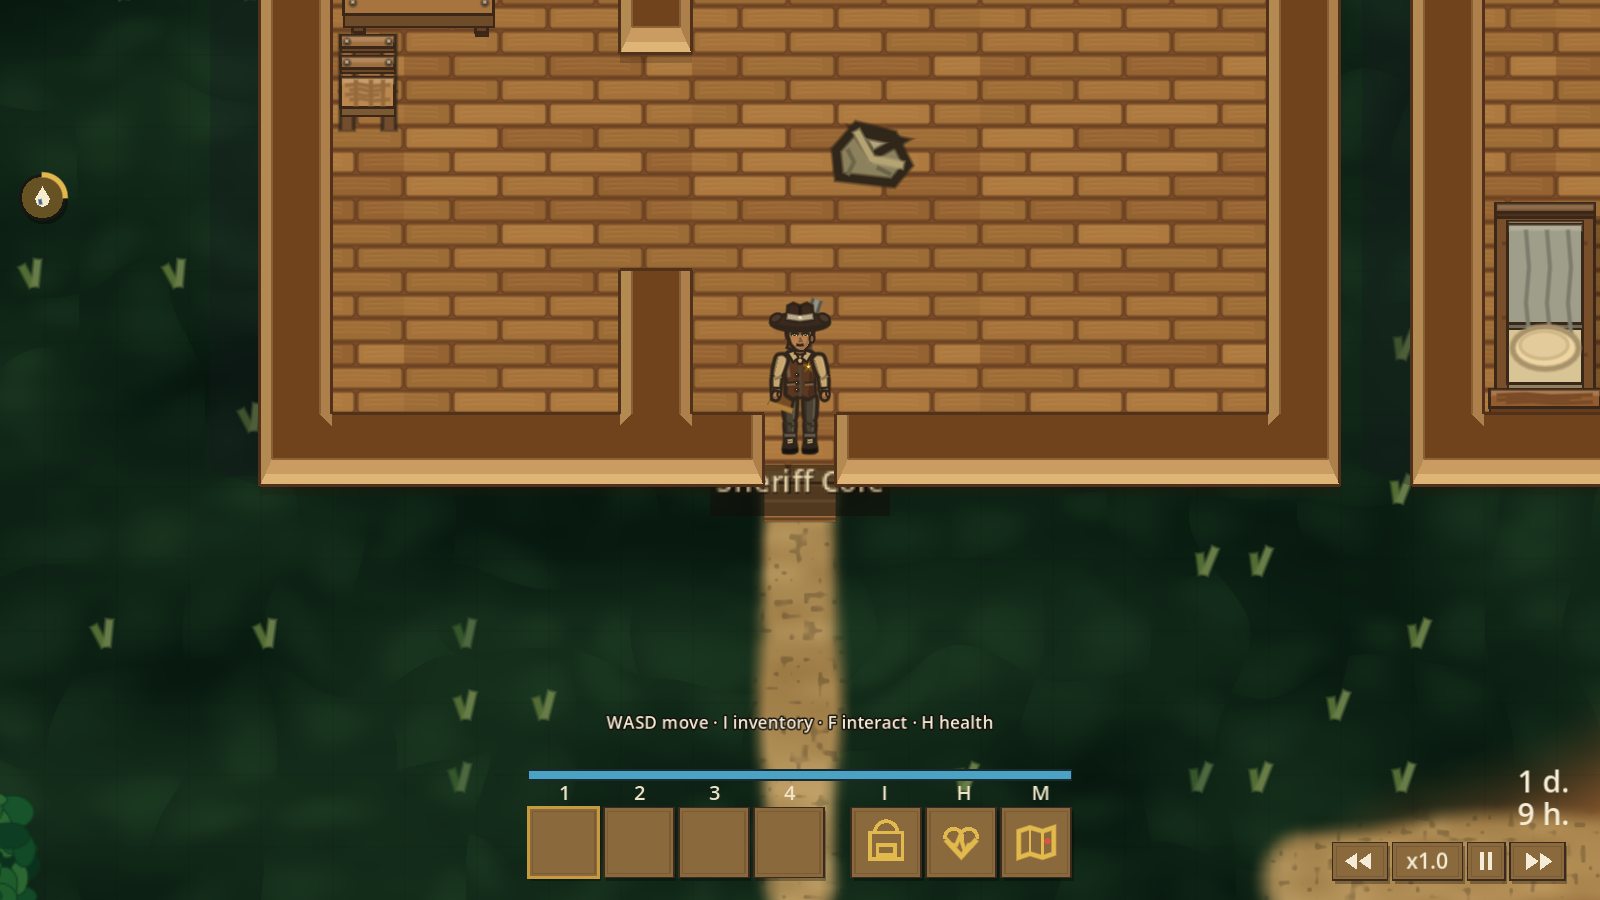 WASD move · I inventory · F interact · H health
1 2 3 4 I H M
1 d.
9 h.
x1.0